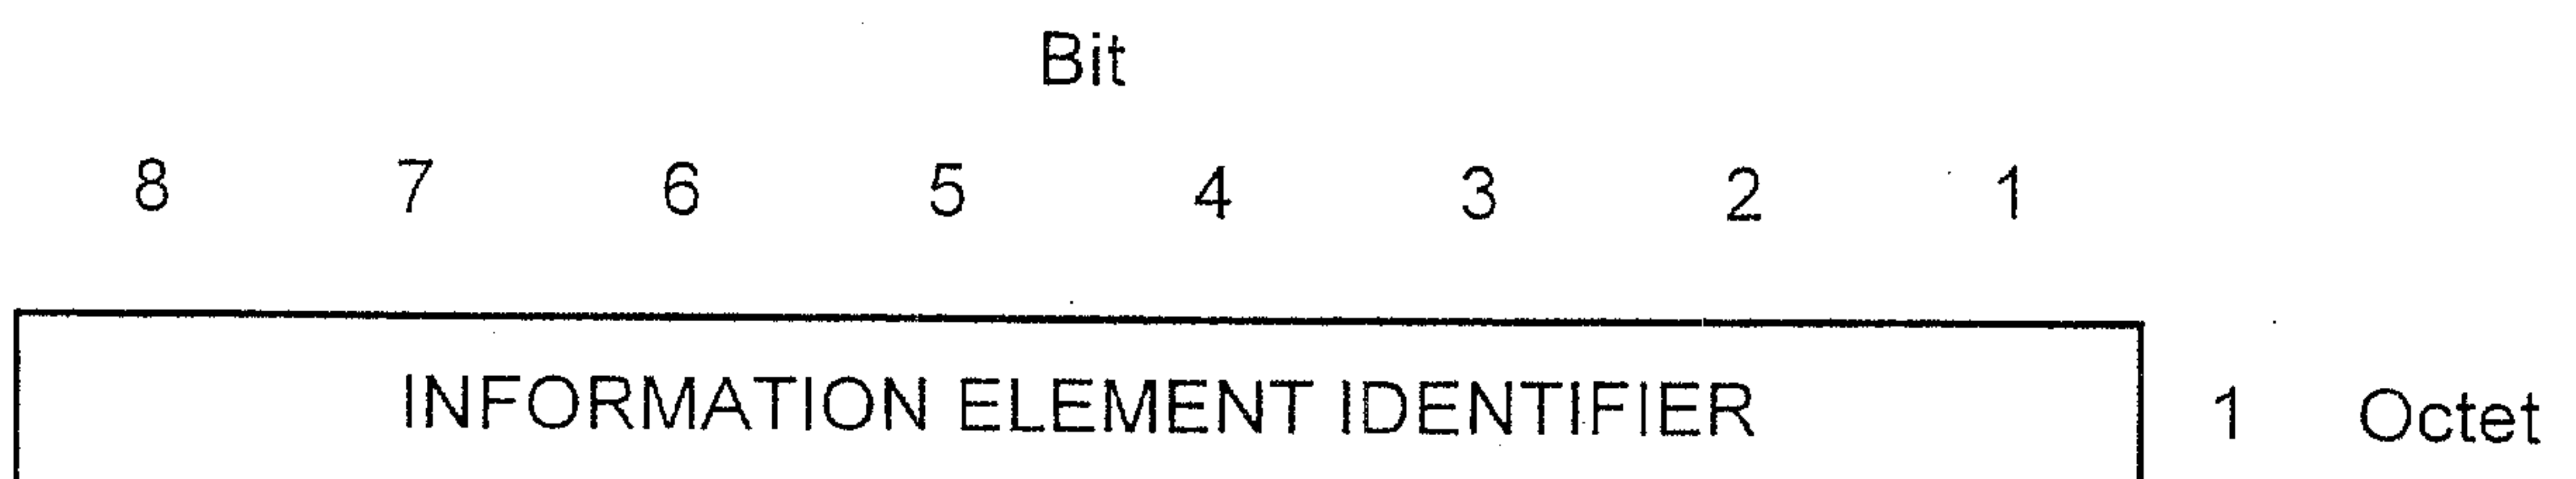 Bit
8 7 6 5 4 3 2 1
INFORMATION ELEMENT IDENTIFIER 1 Octet